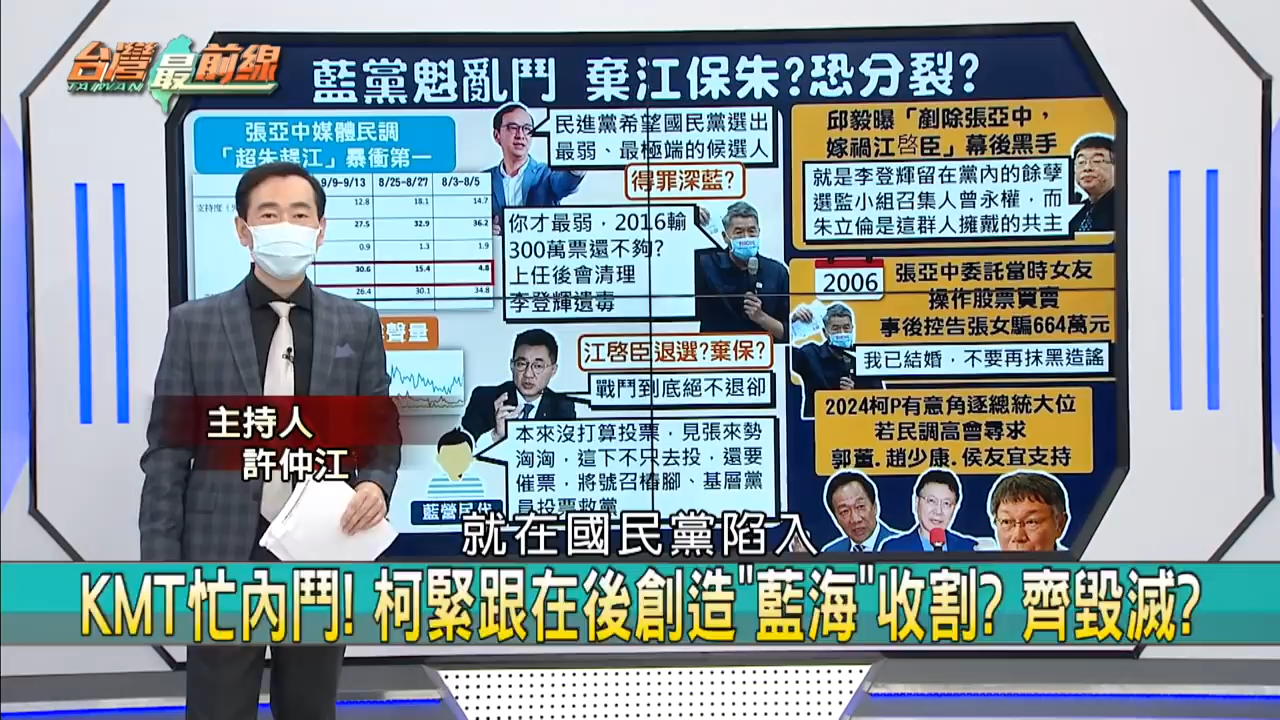 台灣最前線
TAIWAN
藍黨魁亂鬥 棄江保朱?恐分裂?
張亞中媒體民調
「超朱趕江」暴衝第一
9/9-9/13 8/25-8/27 8/3-8/5
支持度
12.8 18.1 14.7
27.5 32.9 36.2
0.9 1.3 1.9
30.6 15.4 4.8
26.4 30.1 34.8
聲量
民進黨希望國民黨選出
最弱、最極端的候選人
得罪深藍?
你才最弱，2016輸
300萬票還不夠?
上任後會清理
李登輝遺毒
江啓臣退選?棄保?
戰鬥到底絕不退卻
本來沒打算投票，見張來勢
洶洶，這下不只去投，還要
催票，將號召樁腳、基層黨
員投票救黨
藍營民代
邱毅曝「剷除張亞中，
嫁禍江啓臣」幕後黑手
就是李登輝留在黨內的餘孽
選監小組召集人曾永權，而
朱立倫是這群人擁戴的共主
2006
張亞中委託當時女友
操作股票買賣
事後控告張女騙664萬元
我已結婚，不要再抹黑造謠
2024柯P有意角逐總統大位
若民調高會尋求
郭董.趙少康.侯友宜支持
主持人
許仲江
就在國民黨陷入
KMT忙內鬥! 柯緊跟在後創造"藍海"收割? 齊毀滅?